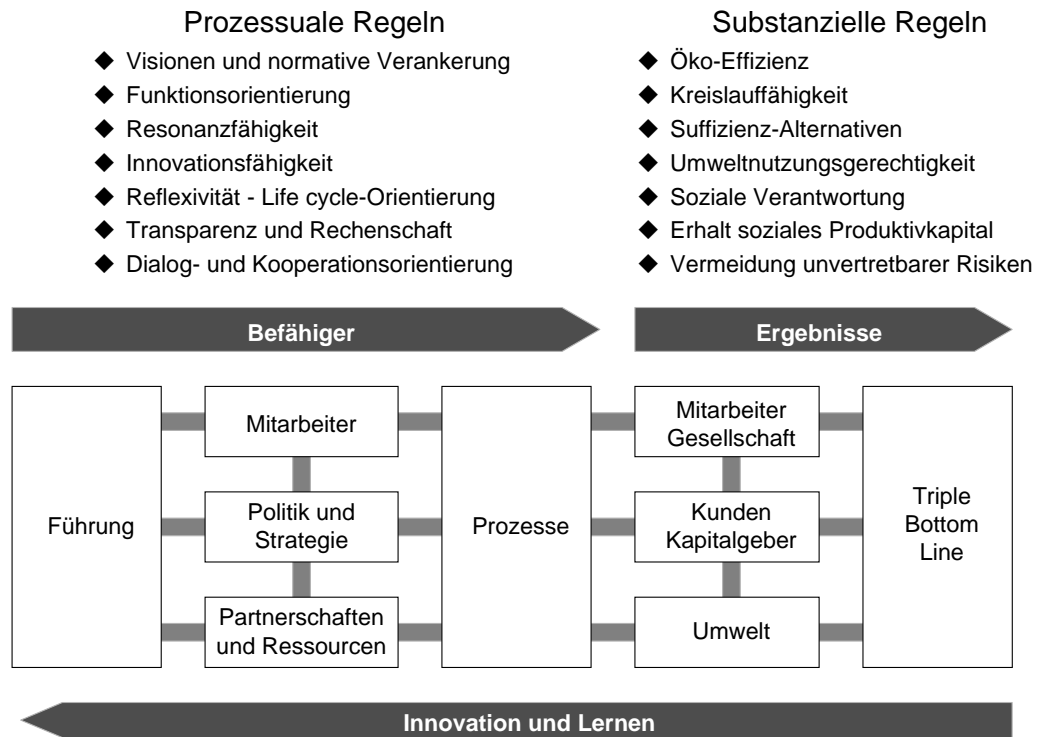 Prozessuale Regeln
◆ Visionen und normative Verankerung
◆ Funktionsorientierung
◆ Resonanzfähigkeit
◆ Innovationsfähigkeit
◆ Reflexivität - Life cycle-Orientierung
◆ Transparenz und Rechenschaft
◆ Dialog- und Kooperationsorientierung
Substanzielle Regeln
◆ Öko-Effizienz
◆ Kreislauffähigkeit
◆ Suffizienz-Alternativen
◆ Umweltnutzungsgerechtigkeit
◆ Soziale Verantwortung
◆ Erhalt soziales Produktivkapital
◆ Vermeidung unvertretbarer Risiken
Befähiger
Ergebnisse
Führung
Mitarbeiter
Politik und
Strategie
Partnerschaften
und Ressourcen
Prozesse
Mitarbeiter
Gesellschaft
Kunden
Kapitalgeber
Umwelt
Triple
Bottom
Line
Innovation und Lernen